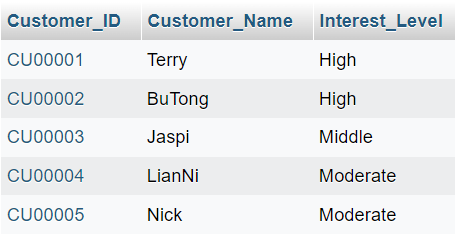 Customer_ID Customer_Name Interest_Level
CU00001 Terry High
CU00002 BuTong High
CU00003 Jaspi Middle
CU00004 LianNi Moderate
CU00005 Nick Moderate